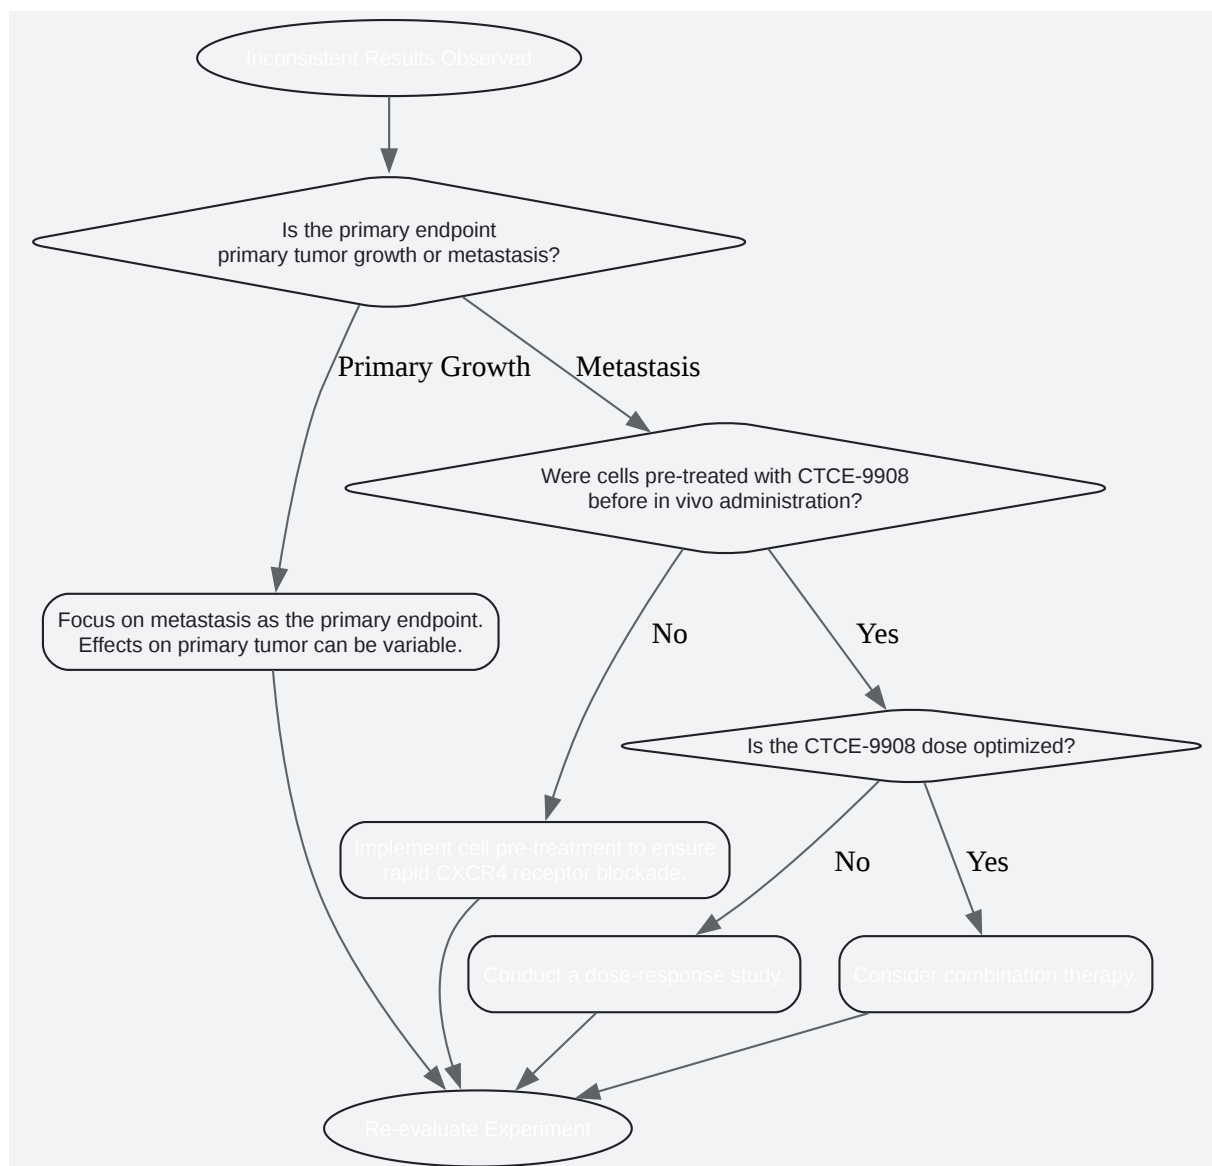 Inconsistent Results Observed
Is the primary endpoint
primary tumor growth or metastasis?
Primary Growth
Metastasis
Were cells pre-treated with CTCE-9908
before in vivo administration?
Focus on metastasis as the primary endpoint.
Effects on primary tumor can be variable.
No
Yes
Is the CTCE-9908 dose optimized?
Implement cell pre-treatment to ensure
rapid CXCR4 receptor blockade.
No
Yes
Conduct a dose-response study.
Consider combination therapy.
Re-evaluate Experiment